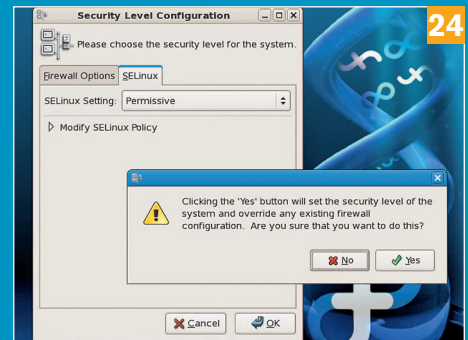 24
Security Level Configuration
Please choose the security level for the system.
Firewall Options SELinux
SELinux Setting: Permissive
Modify SELinux Policy
Clicking the 'Yes' button will set the security level of the
system and override any existing firewall
configuration. Are you sure that you want to do this?
No Yes
Cancel OK